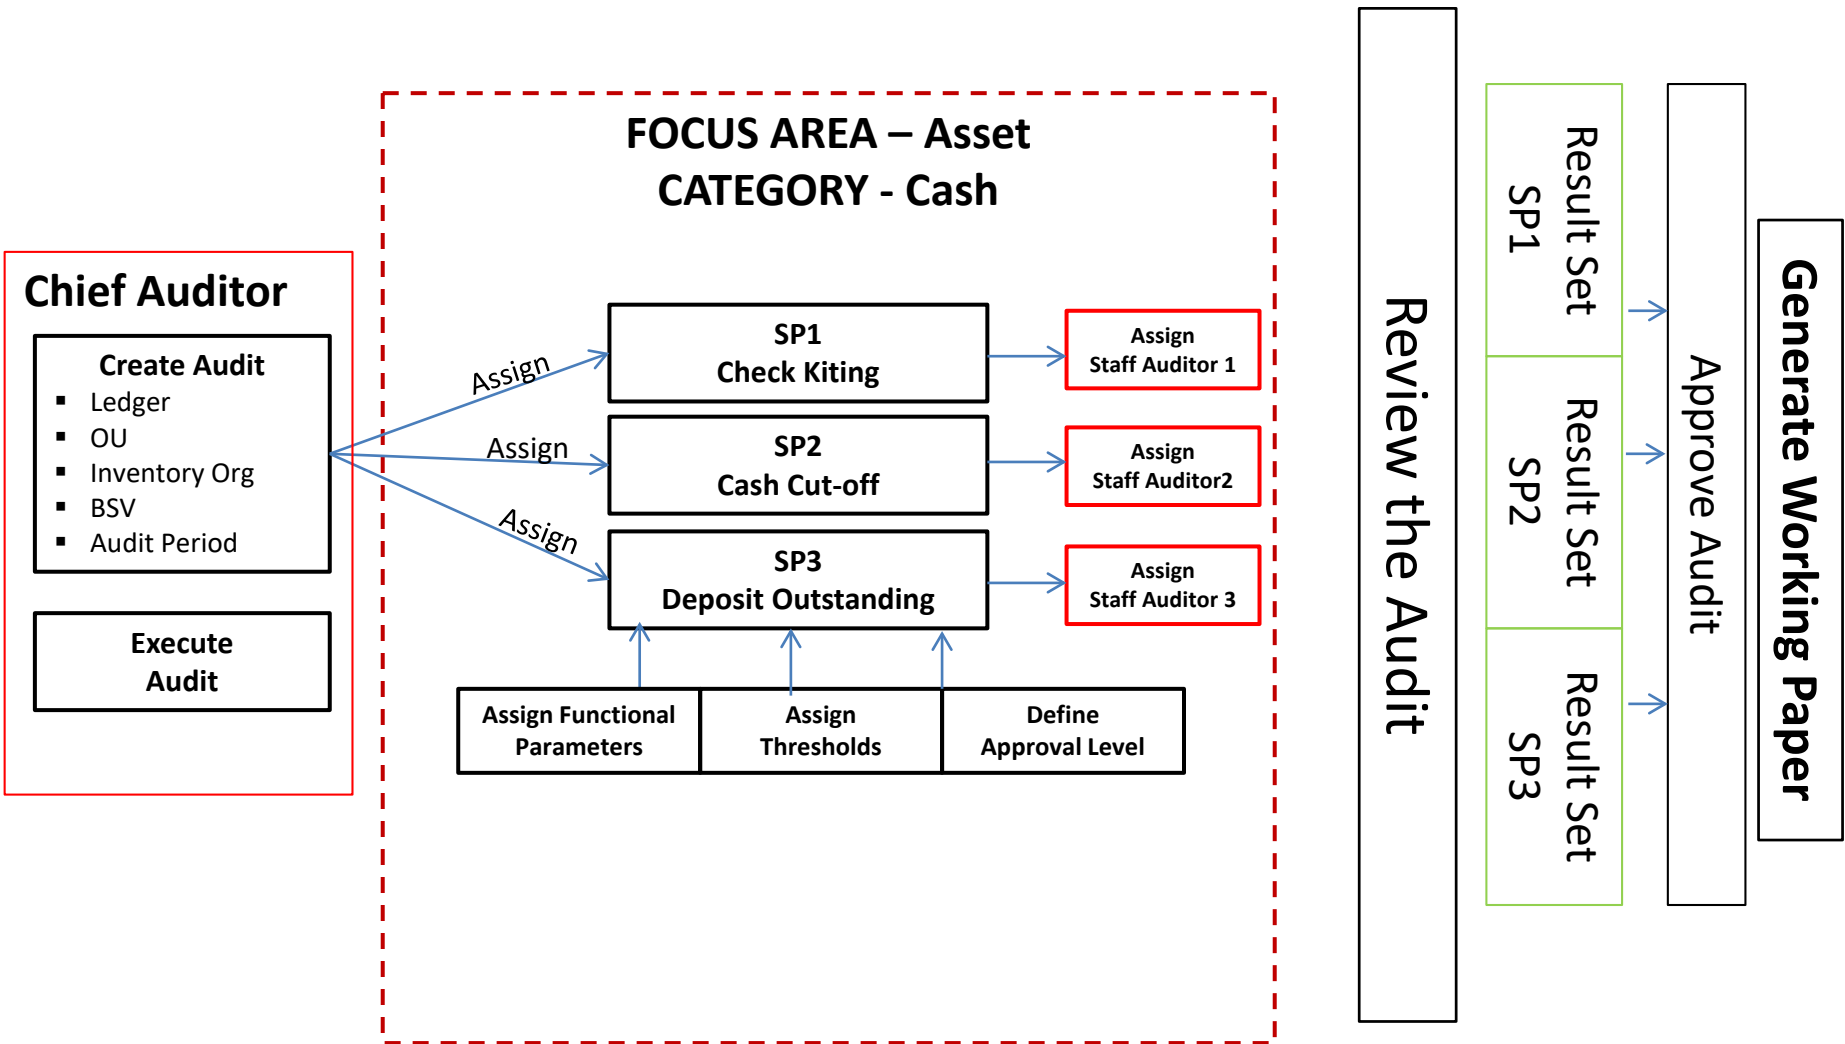 Chief Auditor
Create Audit
▪ Ledger
▪ OU
▪ Inventory Org
▪ BSV
▪ Audit Period
Execute
Audit
FOCUS AREA – Asset
CATEGORY - Cash
Assign
Assign
Assign
SP1
Check Kiting
SP2
Cash Cut-off
SP3
Deposit Outstanding
Assign
Staff Auditor 1
Assign
Staff Auditor2
Assign
Staff Auditor 3
Assign Functional
Parameters
Assign
Thresholds
Define
Approval Level
Review the Audit
Result Set
SP1
Result Set
SP2
Result Set
SP3
Approve Audit
Generate Working Paper